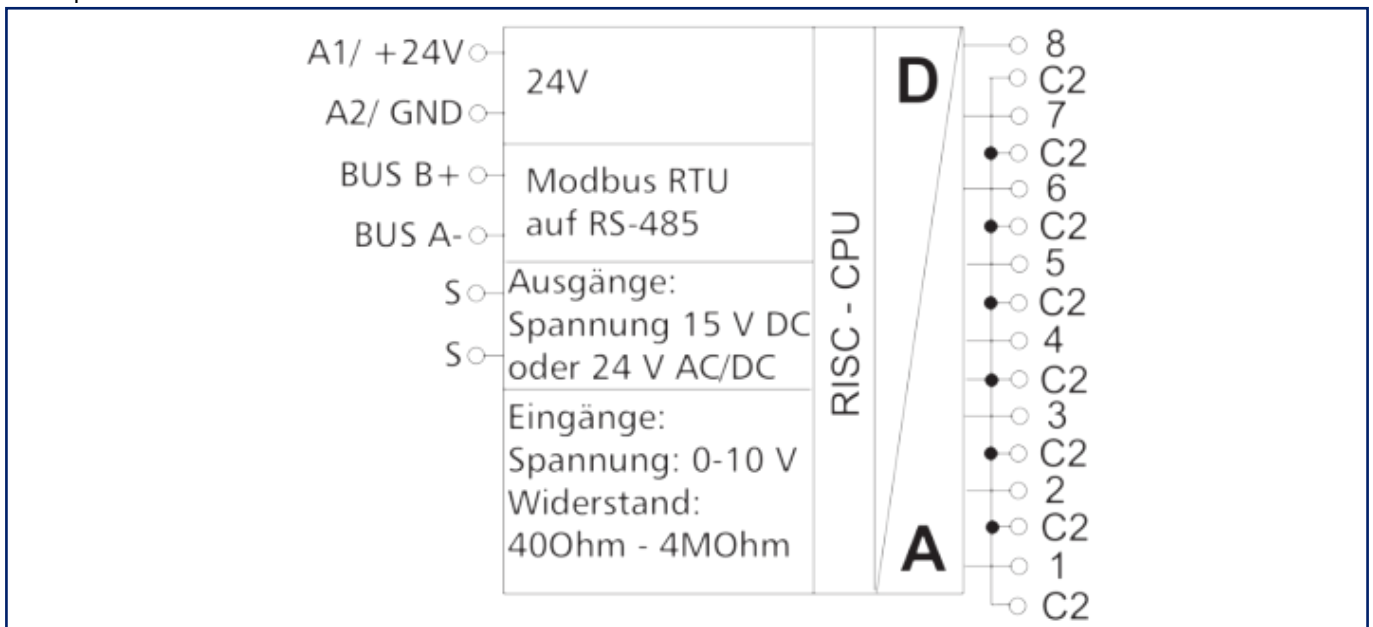 A1/ +24V
A2/ GND
BUS B+
BUS A-
S
S
24V
Modbus RTU
auf RS-485
Ausgänge:
Spannung 15 V DC
oder 24 V AC/DC
Eingänge:
Spannung: 0-10 V
Widerstand:
40Ohm - 4MOhm
RISC - CPU
D
A
8
C2
7
C2
6
C2
5
C2
4
C2
3
C2
2
C2
1
C2